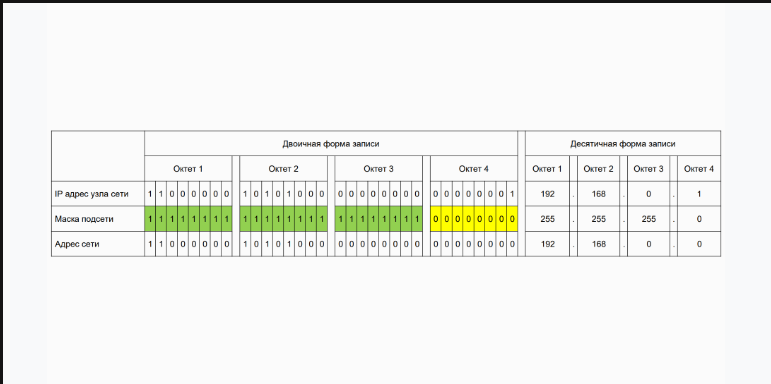 Двоичная форма записи Десятичная форма записи
Октет 1 Октет 2 Октет 3 Октет 4 Октет 1 Октет 2 Октет 3 Октет 4
IP адрес узла сети 1 1 0 0 0 0 0 0 1 0 1 0 1 0 0 0 0 0 0 0 0 0 0 0 0 0 0 0 0 0 0 1 192 . 168 . 0 . 1
Маска подсети 1 1 1 1 1 1 1 1 1 1 1 1 1 1 1 1 1 1 1 1 1 1 1 1 0 0 0 0 0 0 0 0 255 . 255 . 255 . 0
Адрес сети 1 1 0 0 0 0 0 0 1 0 1 0 1 0 0 0 0 0 0 0 0 0 0 0 0 0 0 0 0 0 0 0 192 . 168 . 0 . 0